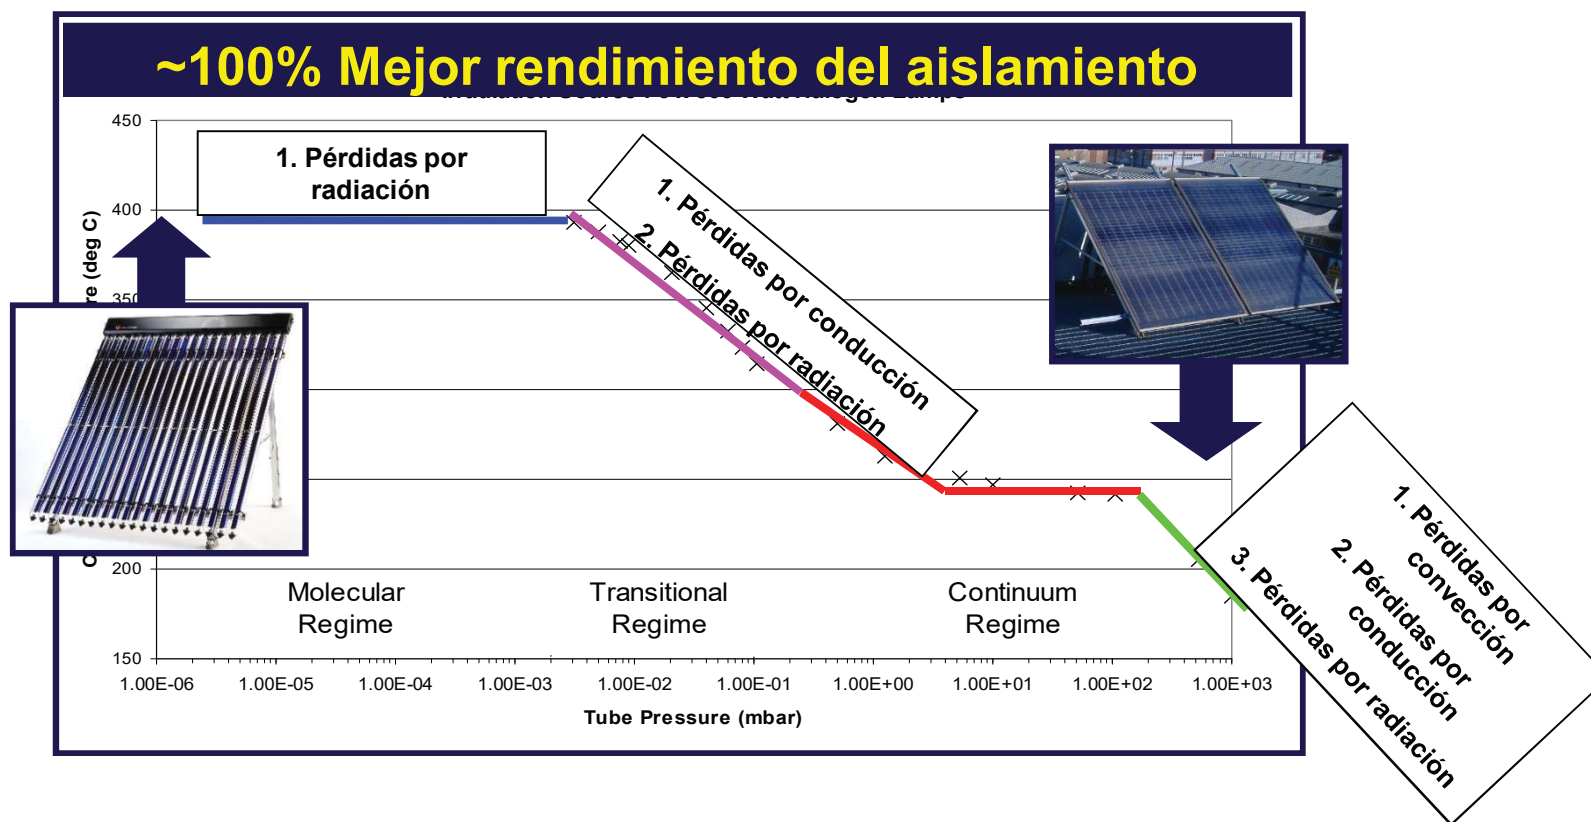 ~100% Mejor rendimiento del aislamiento
450
400
350
200
150
re (deg C)
C
1. Pérdidas por
radiación
1. Pérdidas por conducción
2. Pérdidas por radiación
1. Pérdidas por
convección
2. Pérdidas por
conducción
3. Pérdidas por radiación
Molecular
Regime
Transitional
Regime
Continuum
Regime
1.00E-06 1.00E-05 1.00E-04 1.00E-03 1.00E-02 1.00E-01 1.00E+00 1.00E+01 1.00E+02 1.00E+03
Tube Pressure (mbar)